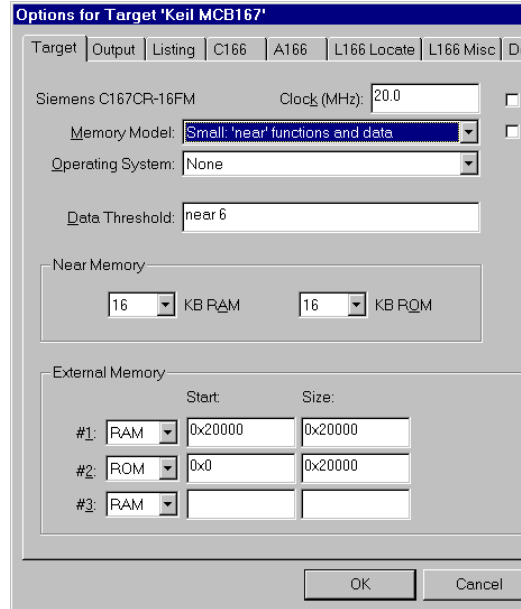 Options for Target 'Keil MCB167'
Target Output Listing C166 A166 L166 Locate L166 Misc D
Siemens C167CR-16FM Clock (MHz): 20.0
Memory Model: Small: 'near' functions and data
Operating System: None
Data Threshold: near 6
Near Memory
16 KB RAM 16 KB ROM
External Memory
Start: Size:
#1: RAM 0x20000 0x20000
#2: ROM 0x0 0x20000
#3: RAM
OK Cancel